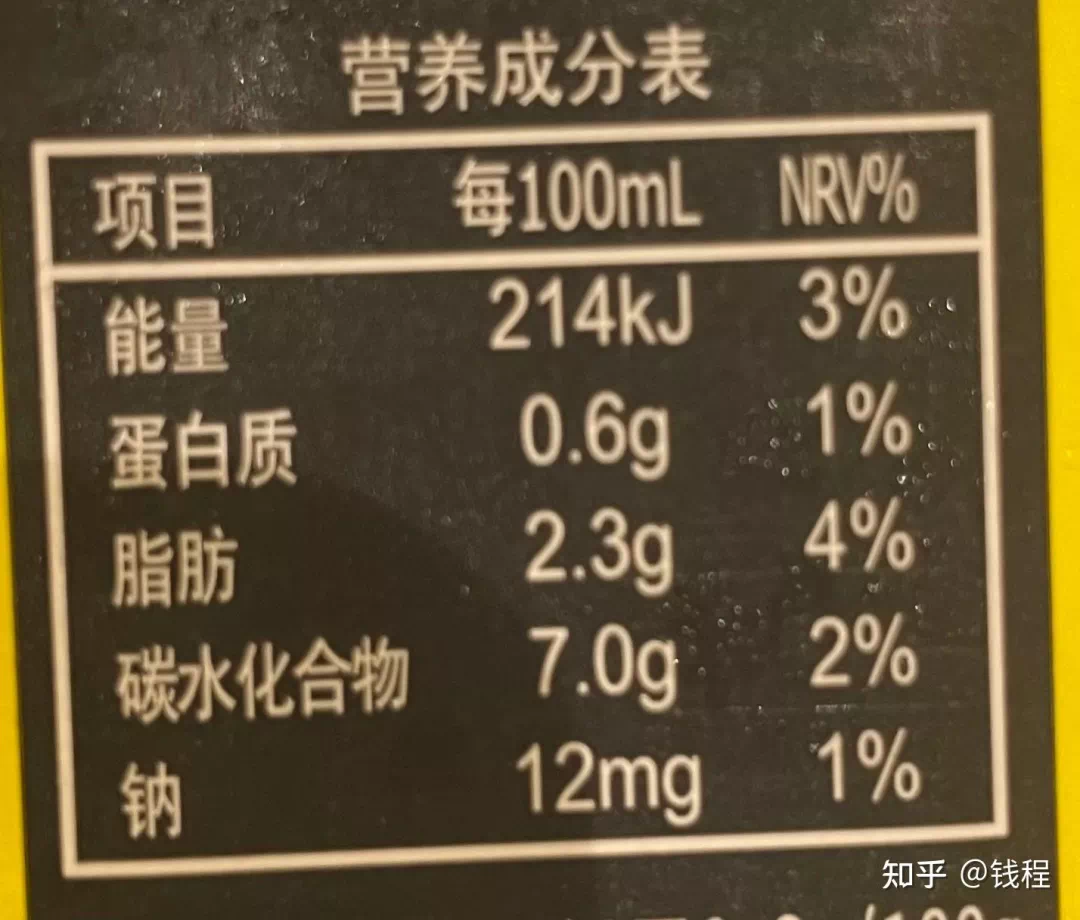 营养成分表
项目 每100mL NRV%
能量 214kJ 3%
蛋白质 0.6g 1%
脂肪 2.3g 4%
碳水化合物 7.0g 2%
钠 12mg 1%
知乎 @钱程